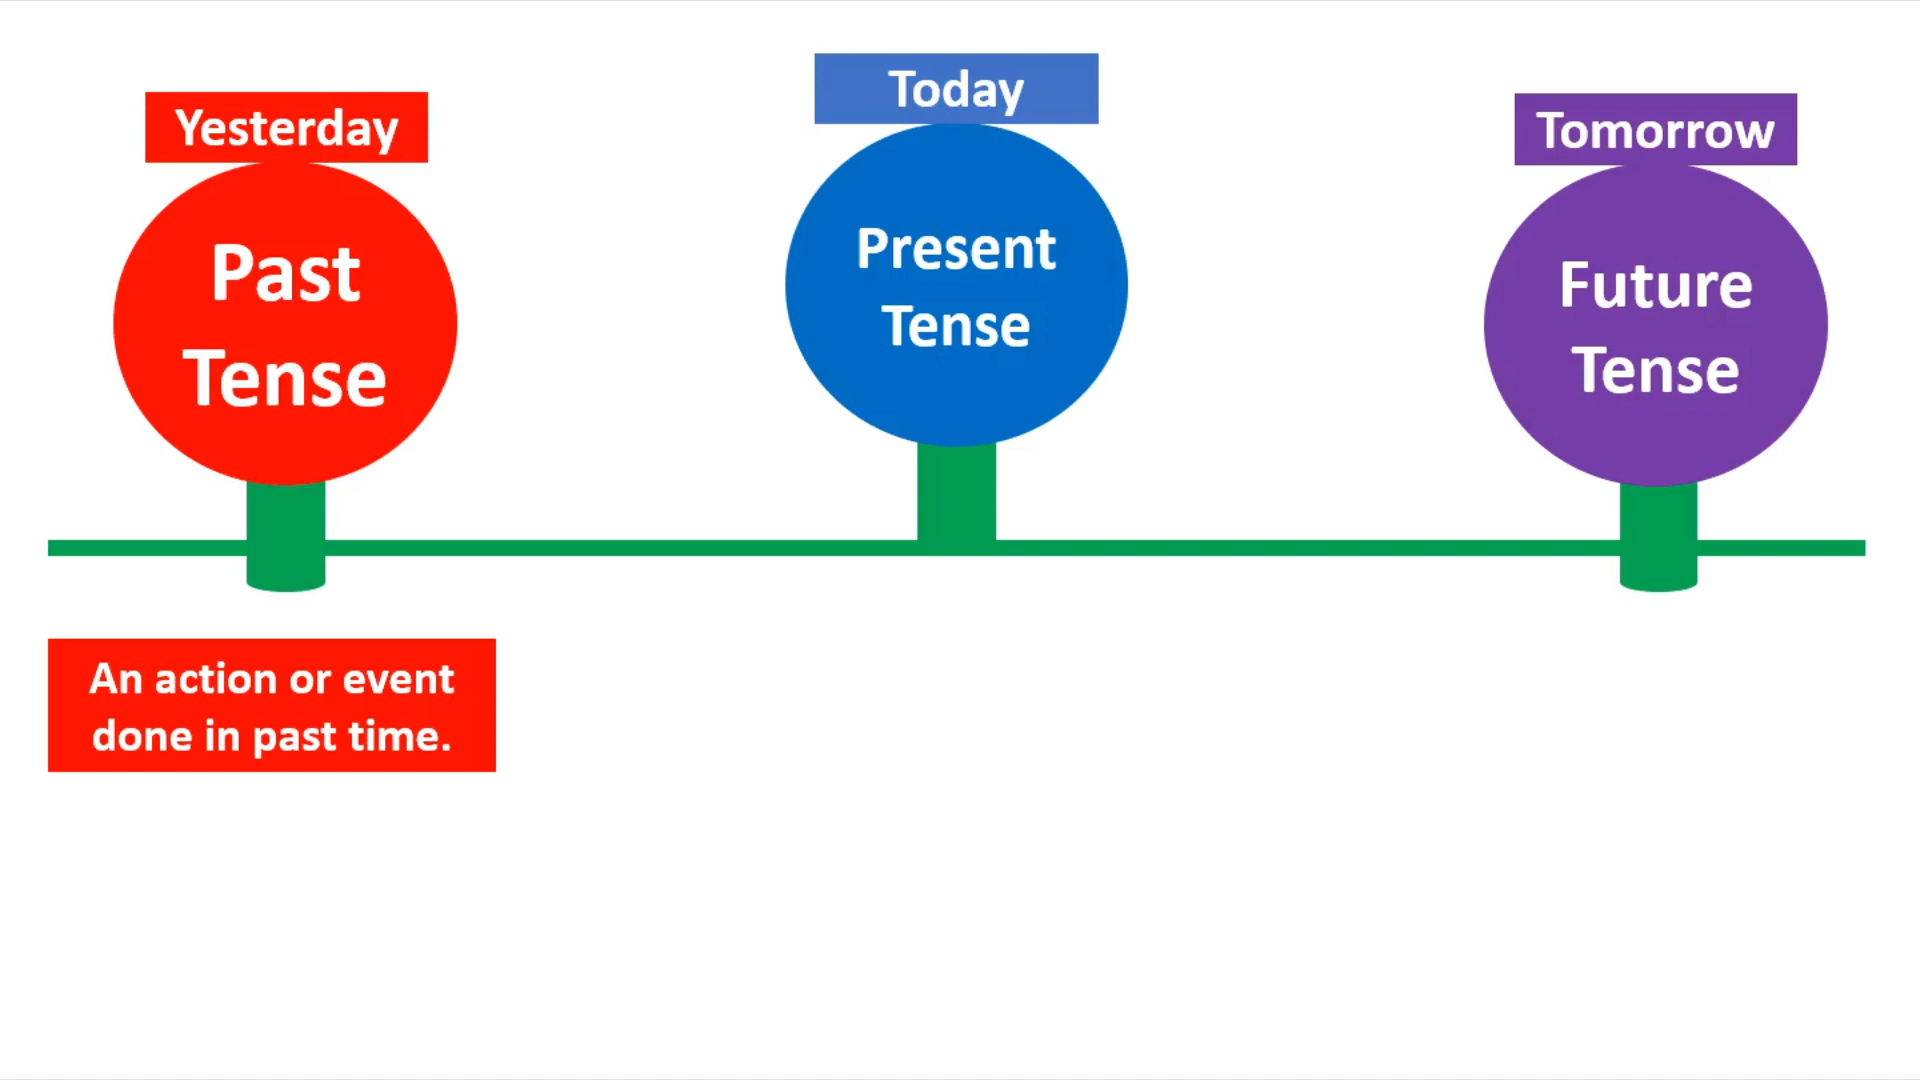 Yesterday
Past
Tense
Today
Present
Tense
Tomorrow
Future
Tense
An action or event
done in past time.